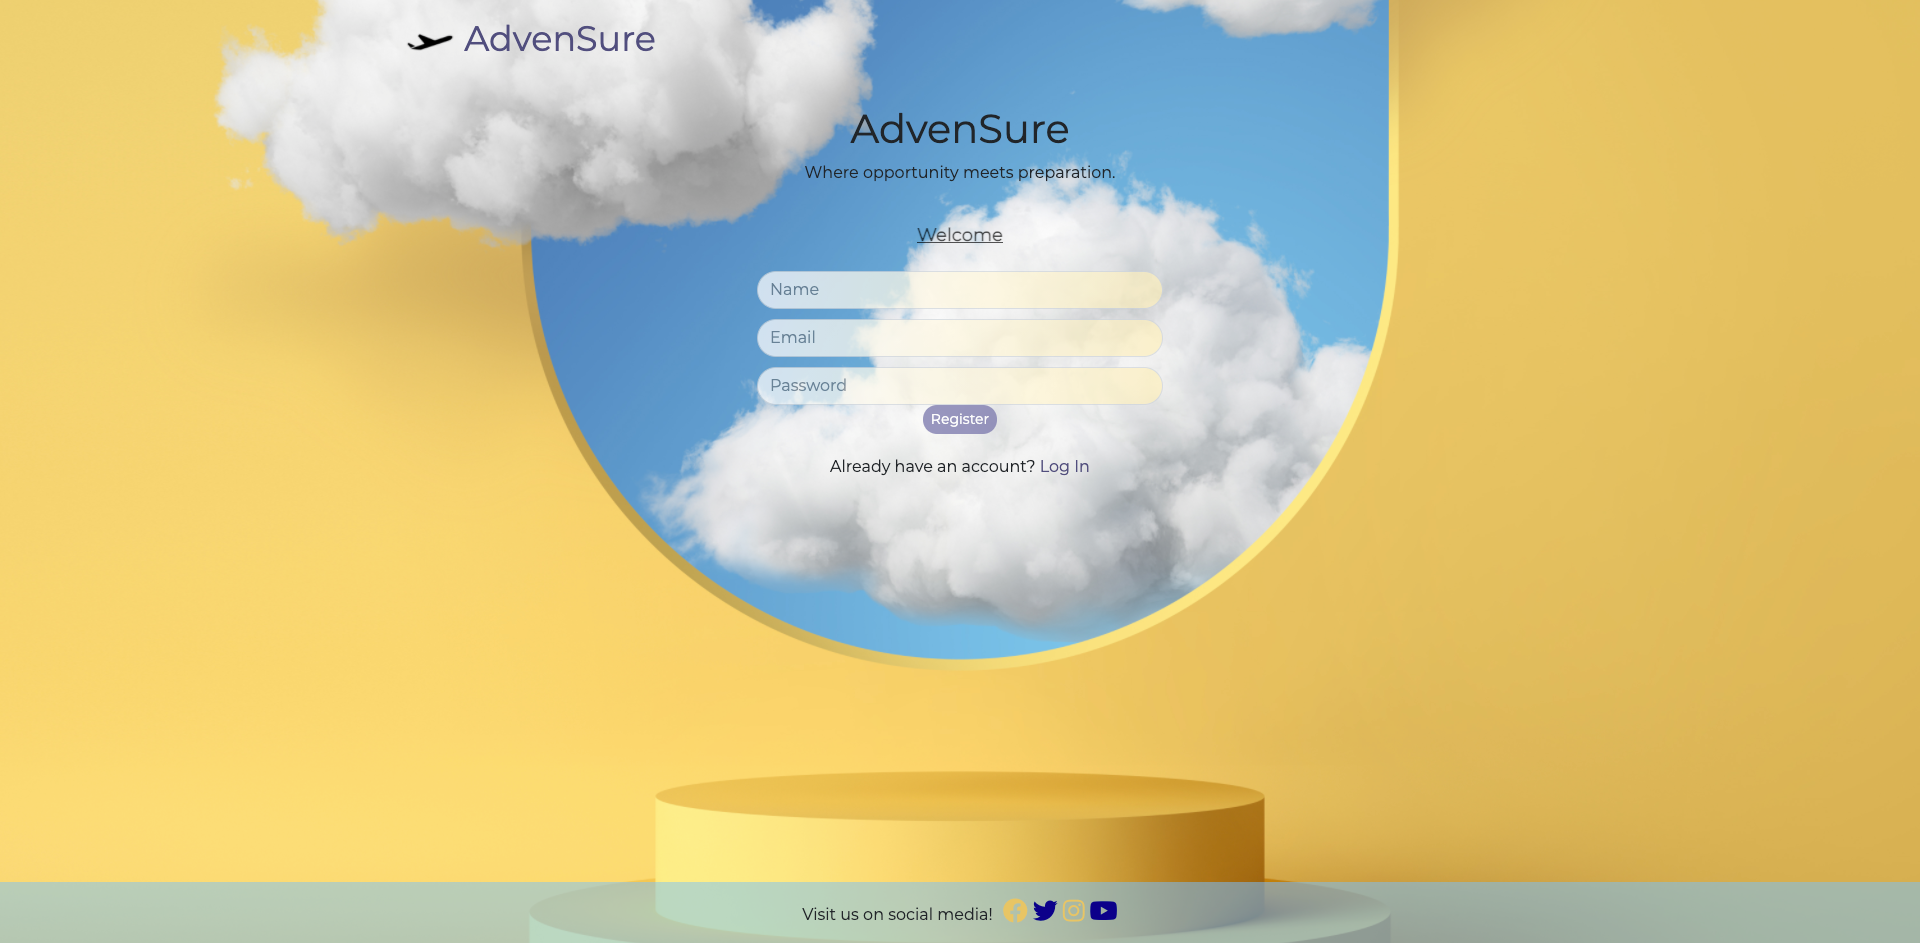 AdvenSure
AdvenSure
Where opportunity meets preparation.
Welcome
Name
Email
Password
Register
Already have an account? Log In
Visit us on social media!